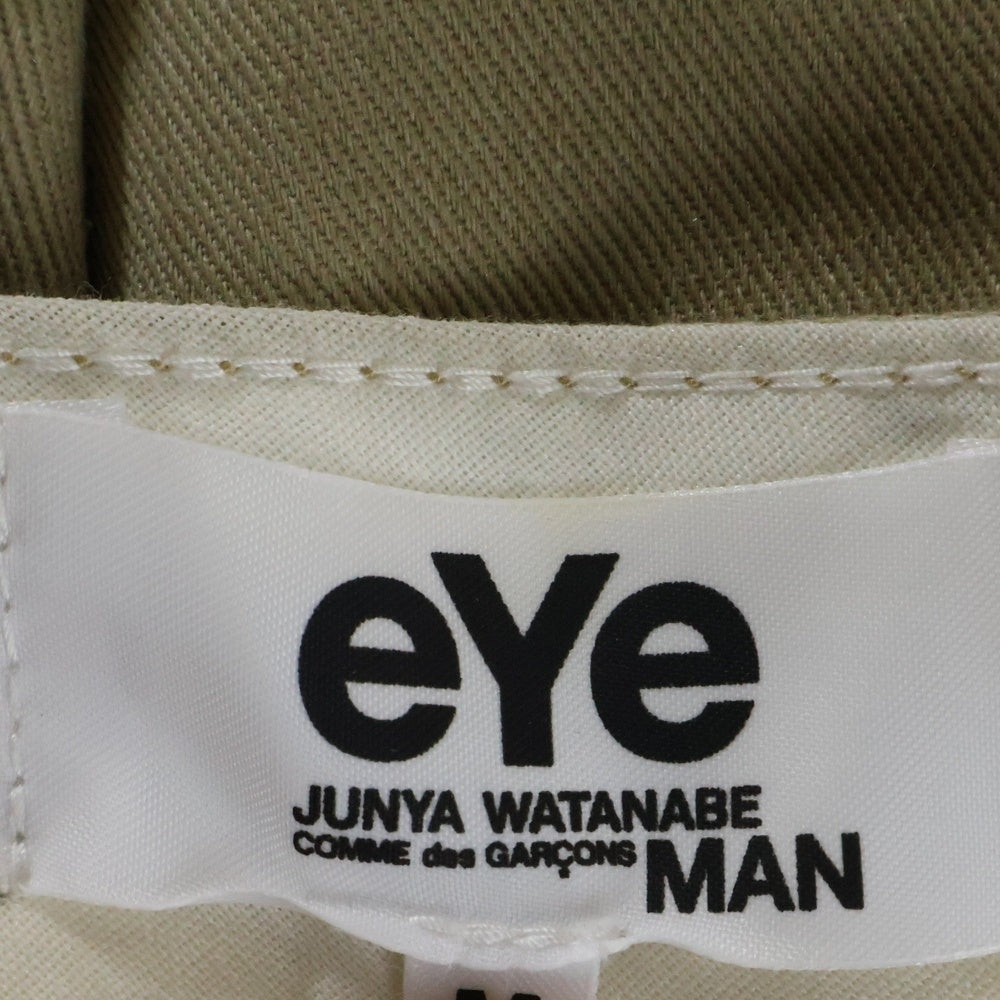 eYe
JUNYA WATANABE
COMME des GARÇONS MAN
M